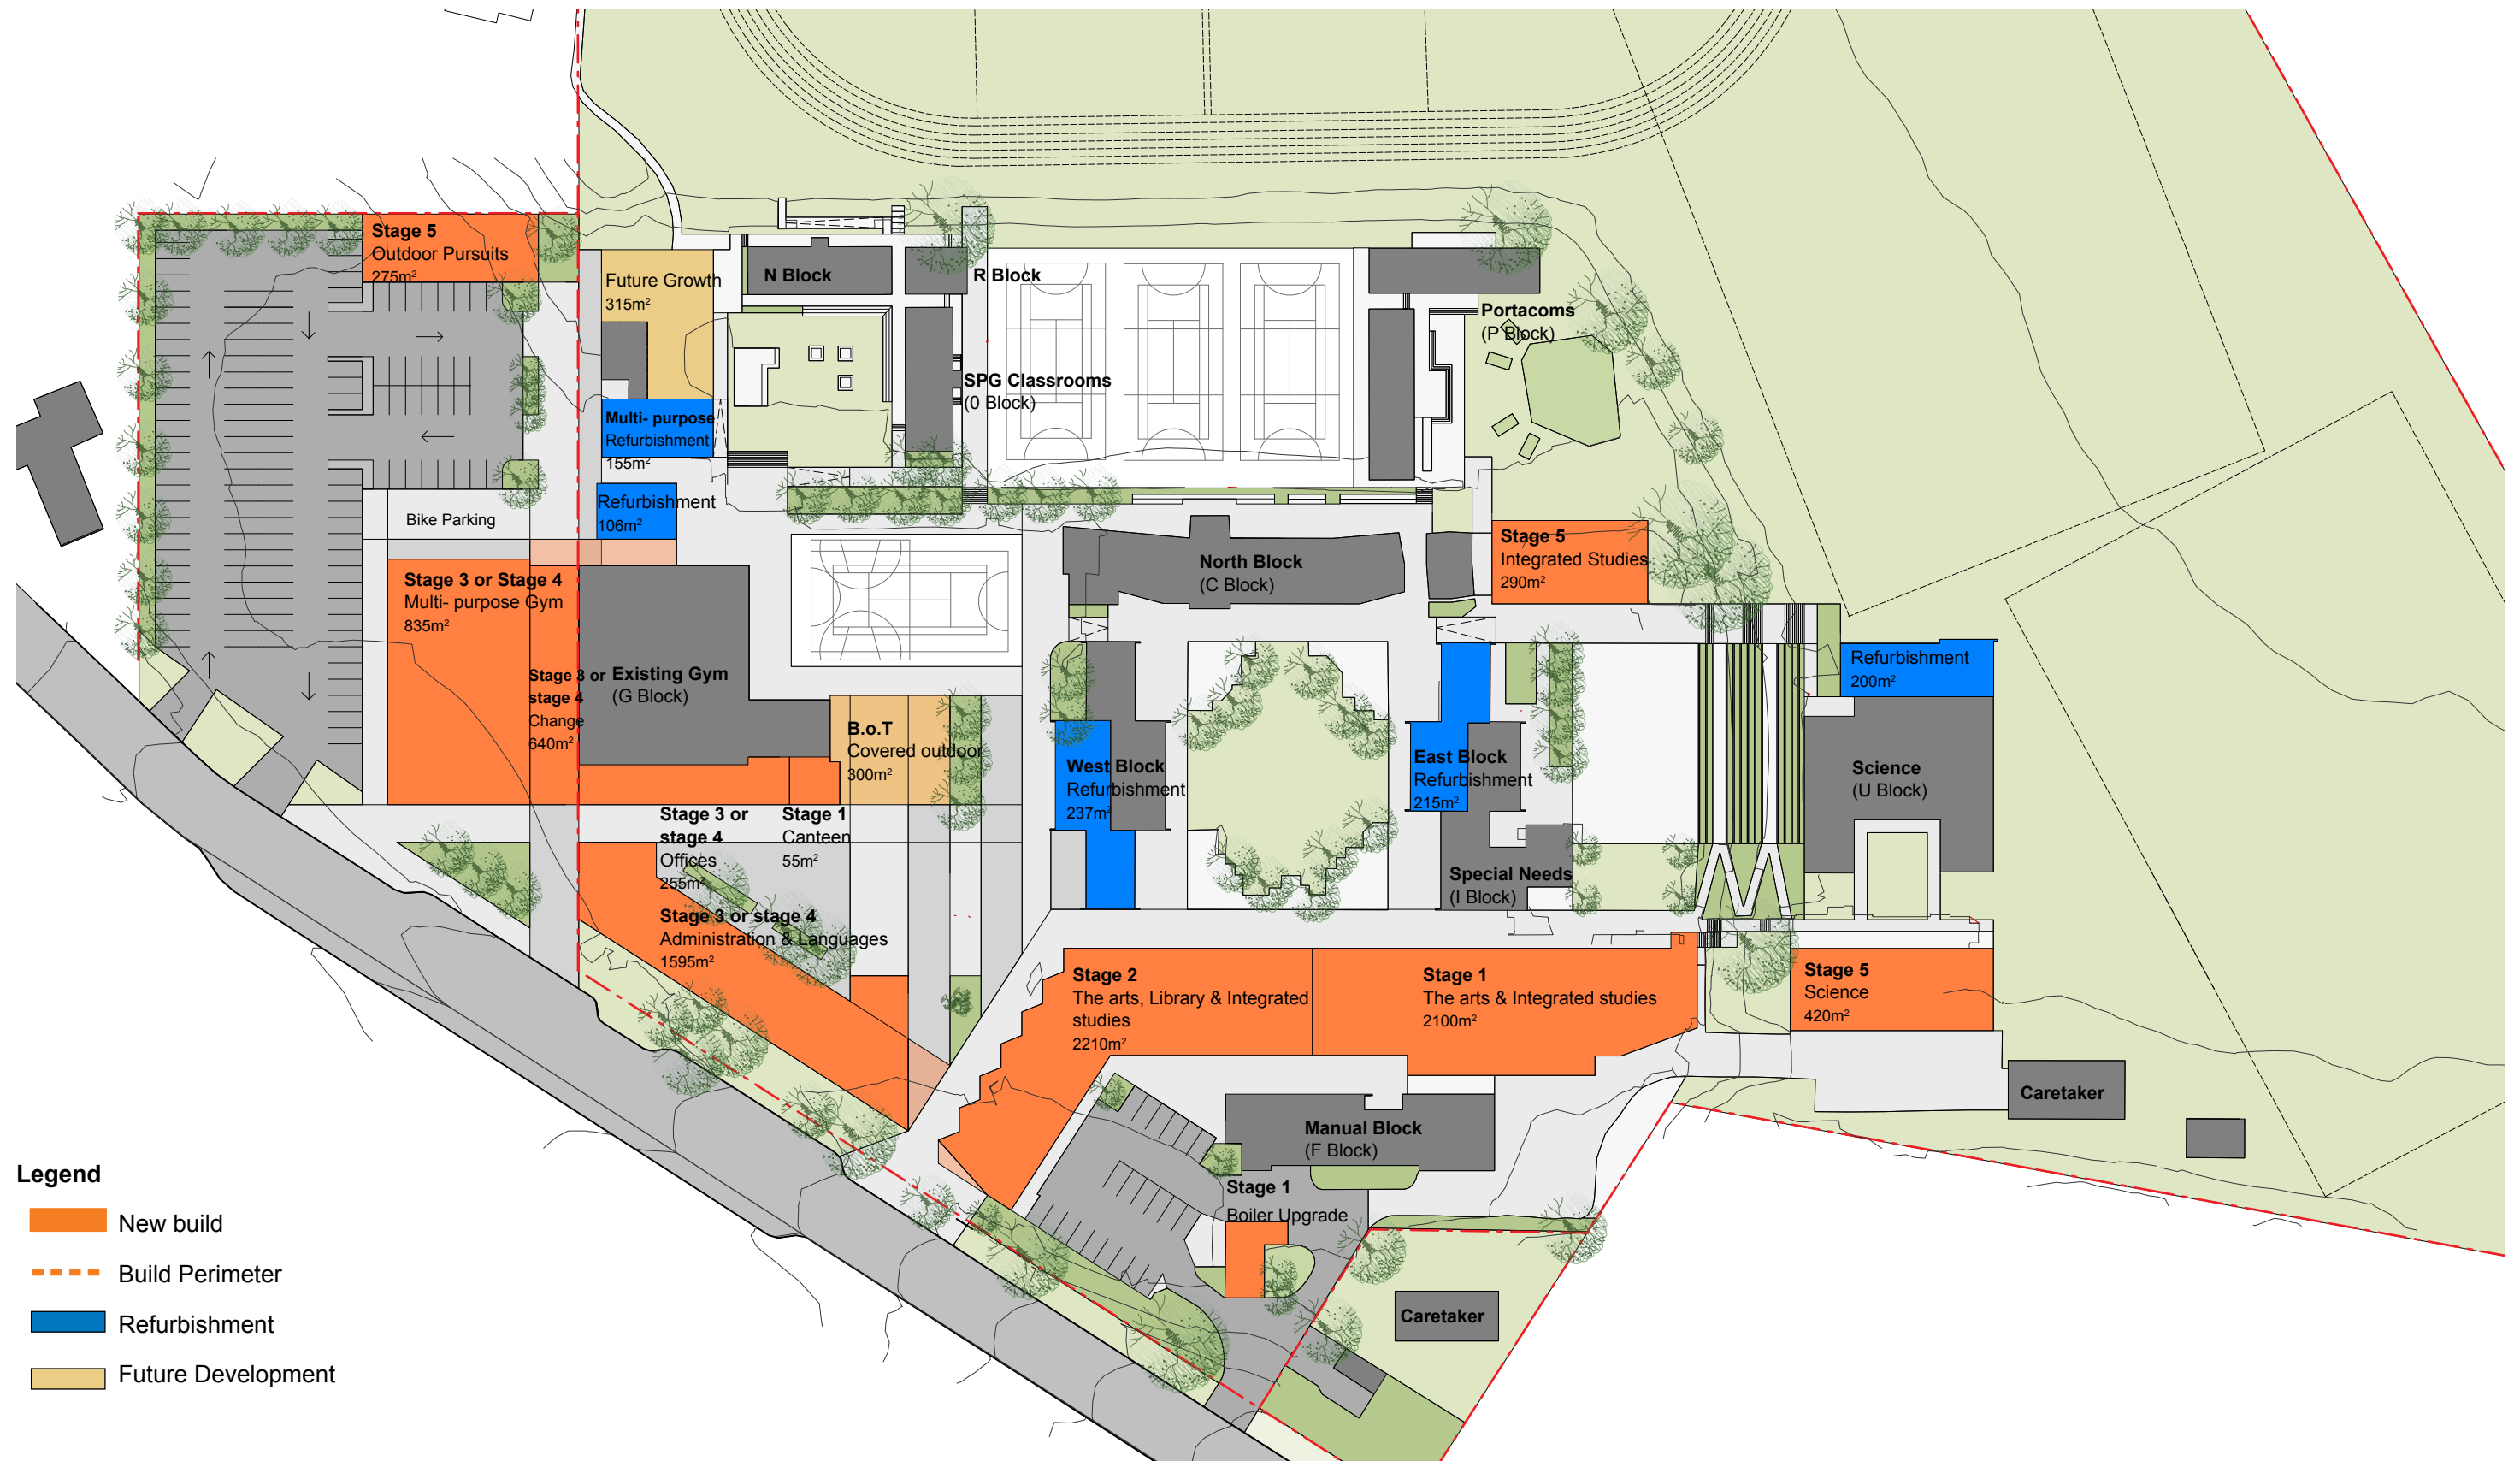 Stage 5
Outdoor Pursuits
275m²
Future Growth
315m²
N Block
R Block
Portacoms
(P Block)
SPG Classrooms
(0 Block)
Multi- purpose
Refurbishment
155m²
Refurbishment
106m²
Bike Parking
Stage 3 or Stage 4
Multi- purpose Gym
835m²
Stage 3 or
stage 4
Change
640m²
Existing Gym
(G Block)
North Block
(C Block)
Stage 5
Integrated Studies
290m²
Refurbishment
200m²
B.o.T
Covered outdoor
300m²
West Block
Refurbishment
237m²
East Block
Refurbishment
215m²
Science
(U Block)
Stage 3 or
stage 4
Offices
255m²
Stage 1
Canteen
55m²
Special Needs
(I Block)
Stage 3 or stage 4
Administration & Languages
1595m²
Stage 2
The arts, Library & Integrated
studies
2210m²
Stage 1
The arts & Integrated studies
2100m²
Stage 5
Science
420m²
Caretaker
Manual Block
(F Block)
Stage 1
Boiler Upgrade
Caretaker
Legend
New build
Build Perimeter
Refurbishment
Future Development